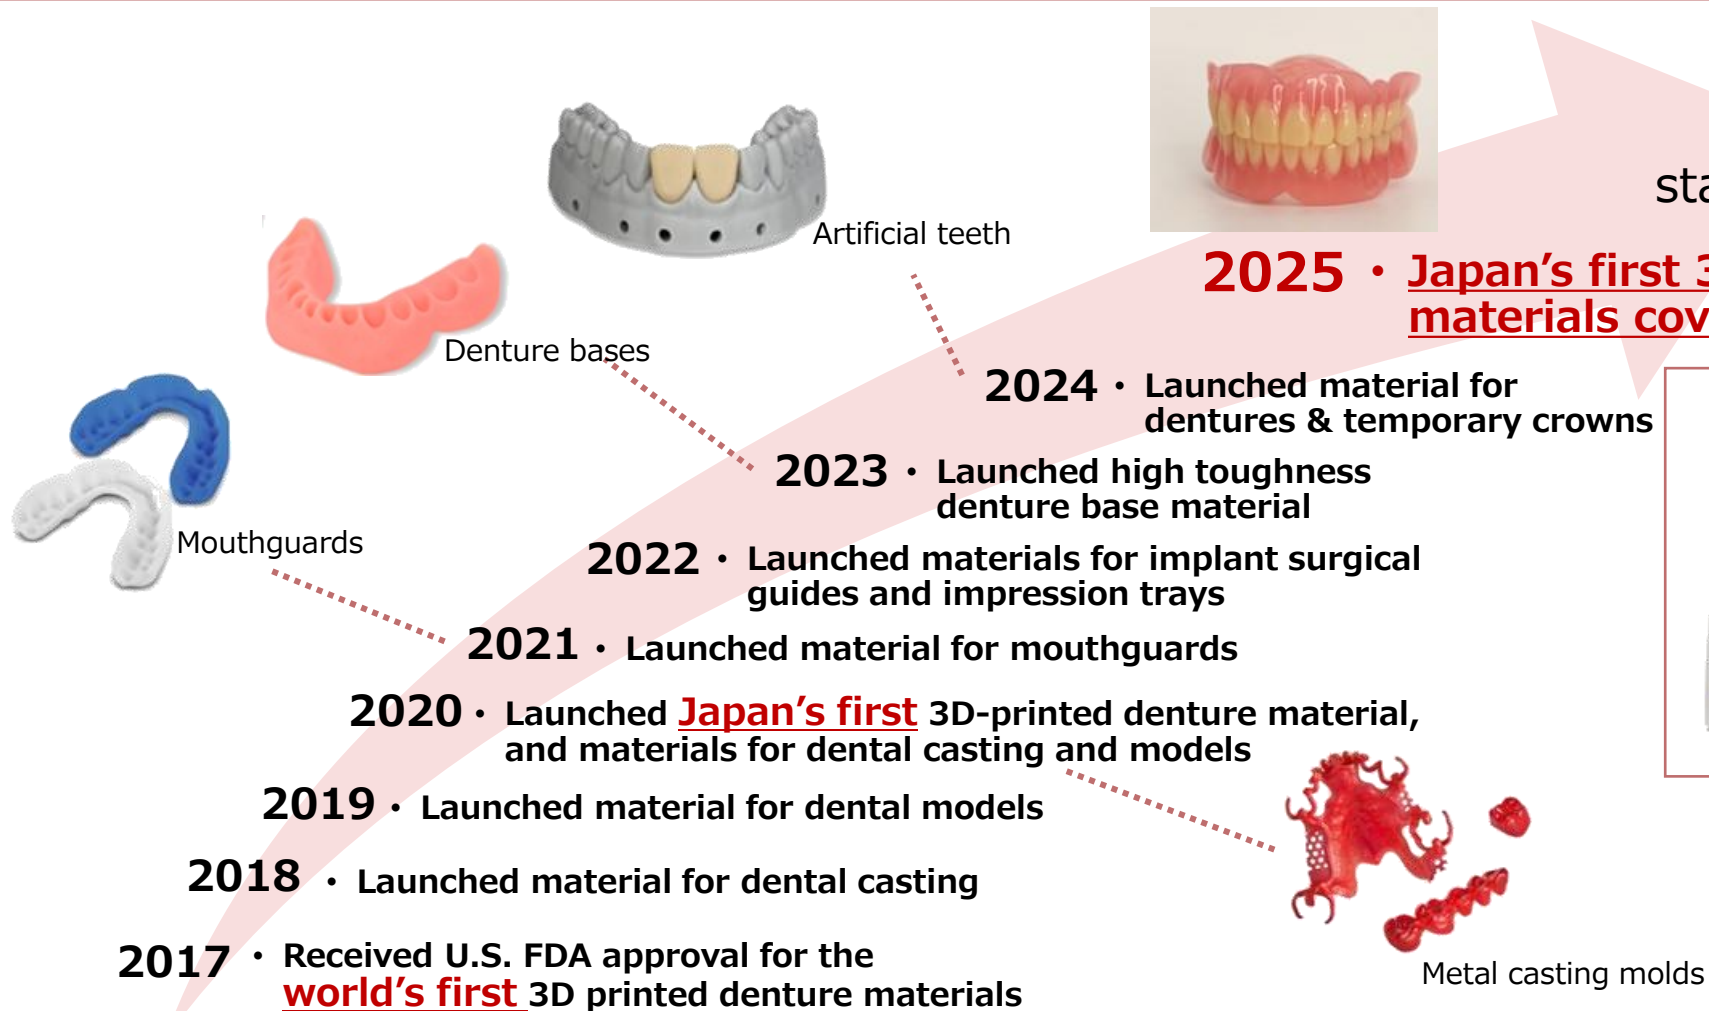 Artificial teeth
sta
2025 ・ Japan’s first 3
materials cov
Denture bases
2024・ Launched material for
dentures & temporary crowns
2023・ Launched high toughness
denture base material
Mouthguards
2022・ Launched materials for implant surgical
guides and impression trays
2021・ Launched material for mouthguards
2020・ Launched Japan’s first 3D-printed denture material,
and materials for dental casting and models
2019・ Launched material for dental models
2018 ・ Launched material for dental casting
2017 ・ Received U.S. FDA approval for the
world’s first 3D printed denture materials
Metal casting molds